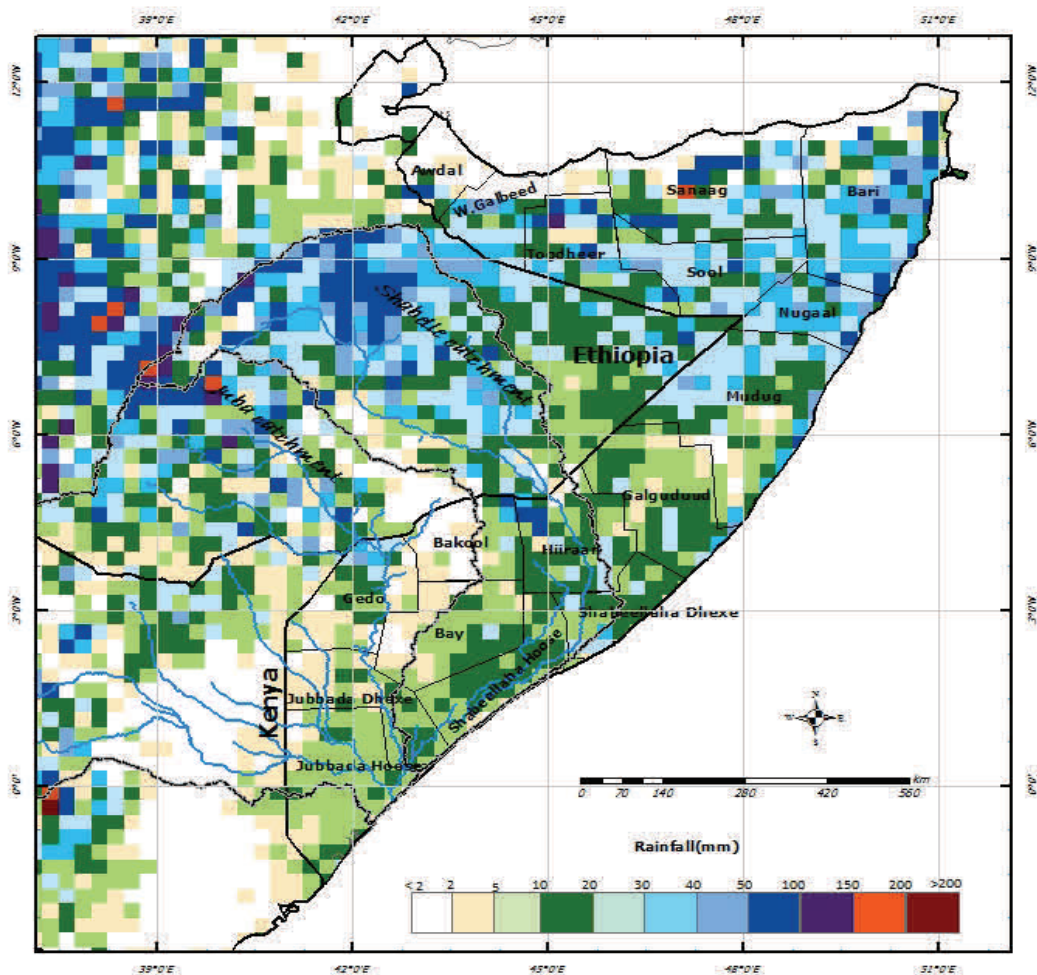 39°0'E 42°0'E 45°0'E 48°0'E 51°0'E
12°0'W 12°0'W
Awdal
W.Galbeed
Sanaag
Bari
9°0'W 9°0'W
Togdheer
Sool
Shabelle catchment
Nugaal
Ethiopia
Juba catchment
Mudug
6°0'W 6°0'W
Galguduud
Bakool
Hiiraan
Gedo
3°0'W 3°0'W
Shabeellaha Dhexe
Bay
Shabeellaha Hoose
Kenya
Jubbada Dhexe
N
W E
S
Jubbada Hoose
0°0' 0°0'
km
0 70 140 280 420 560
Rainfall(mm)
<2 2 5 10 20 30 40 50 100 150 200 >200
39°0'E 42°0'E 45°0'E 48°0'E 51°0'E